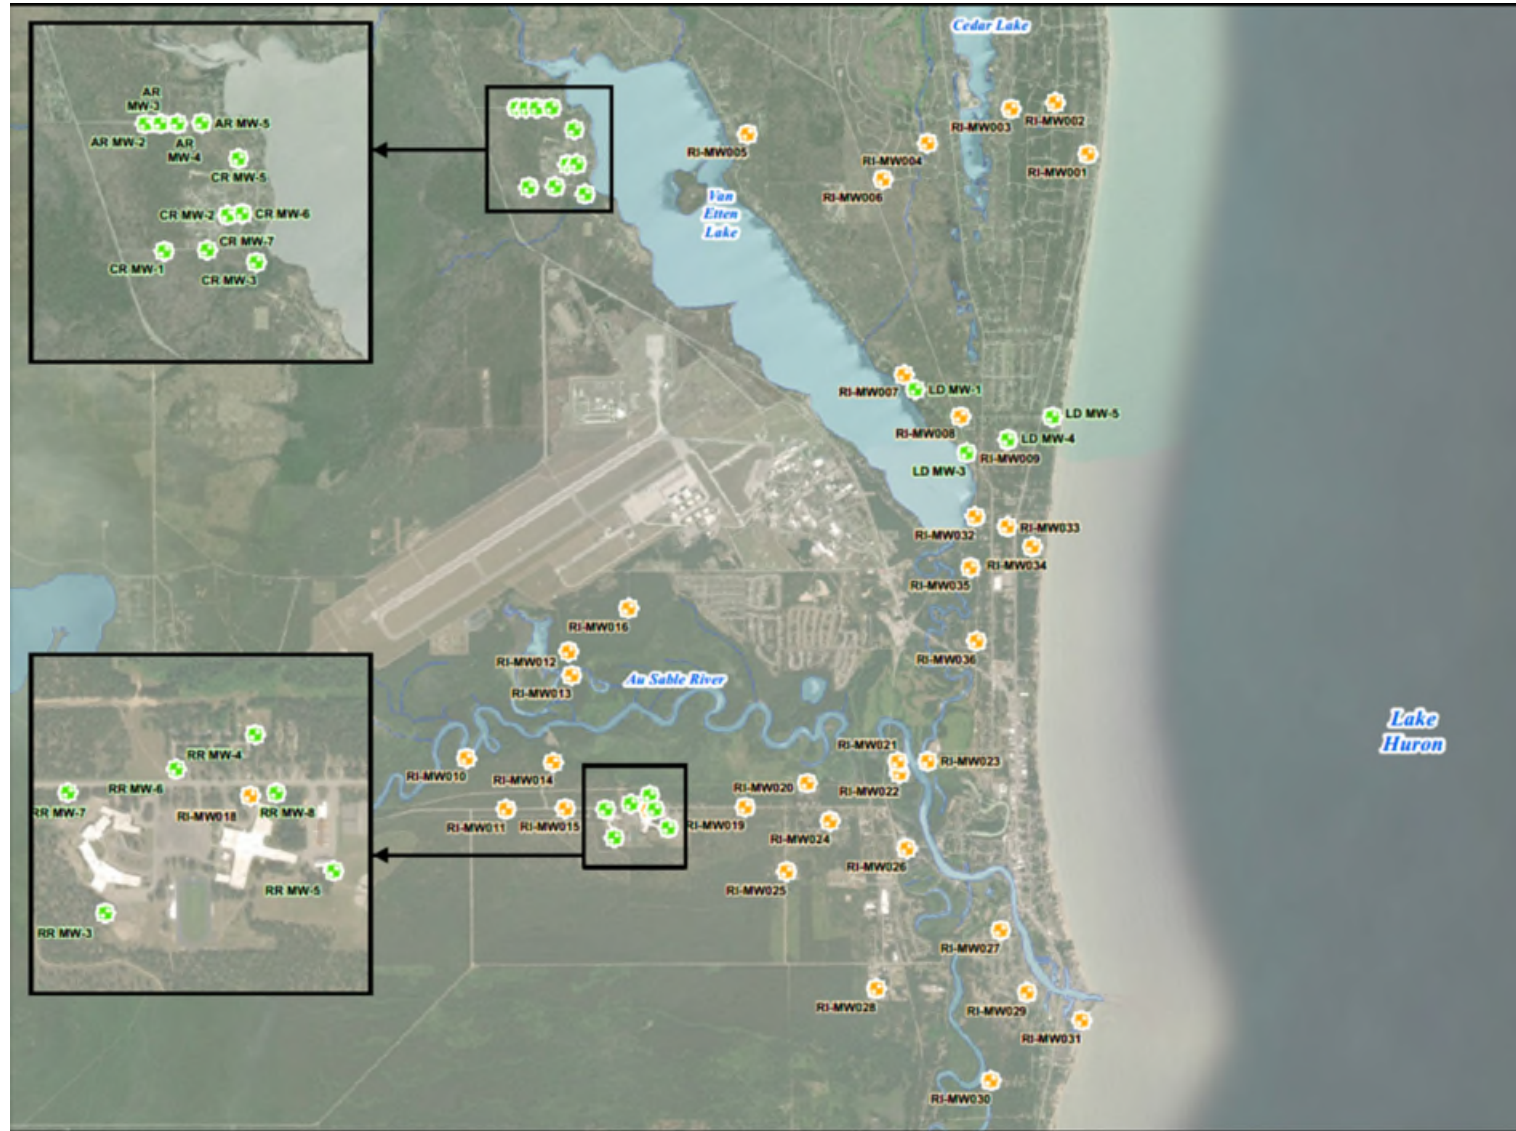 Cedar Lake
AR
MW-3
AR MW-5
AR MW-2
AR
MW-4
CR MW-5
CR MW-2
CR MW-6
CR MW-7
CR MW-1
CR MW-3
RI-MW003
RI-MW002
RI-MW005
RI-MW004
RI-MW001
RI-MW006
Van
Etten
Lake
RI-MW007
LD MW-1
LD MW-5
RI-MW008
LD MW-4
RI-MW009
LD MW-3
RI-MW033
RI-MW032
RI-MW034
RI-MW035
RI-MW016
RI-MW012
RI-MW036
Au Sable River
RI-MW013
Lake
Huron
RI-MW021
RI-MW023
RI-MW010
RI-MW014
RI-MW020
RI-MW022
RI-MW011
RI-MW015
RI-MW019
RI-MW024
RI-MW026
RI-MW025
RR MW-4
RR MW-6
RR MW-7
RI-MW018
RR MW-8
RR MW-5
RR MW-3
RI-MW027
RI-MW028
RI-MW029
RI-MW031
RI-MW030